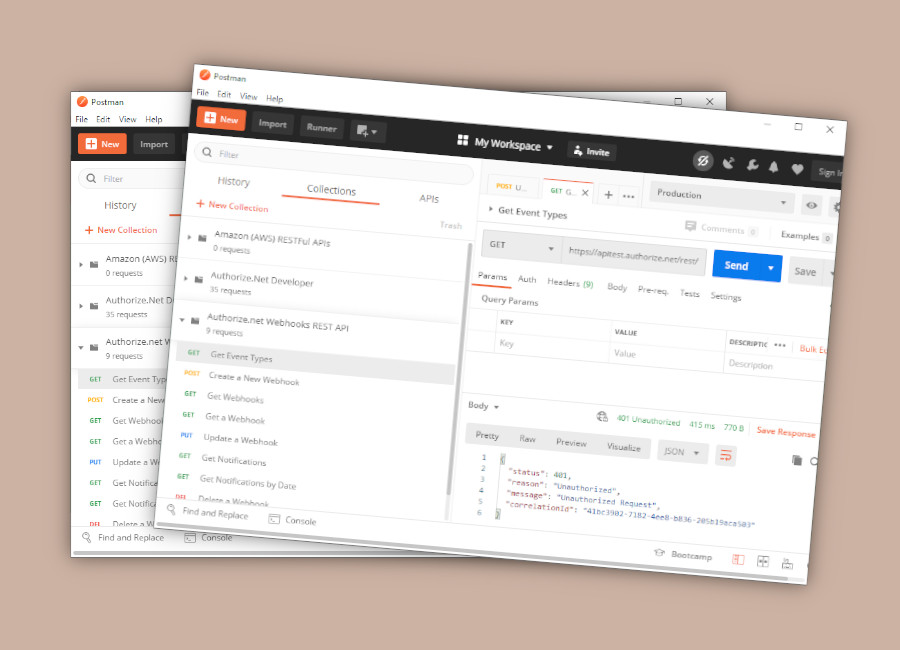 Postman
File Edit View Help
New Import
Filter
History
New Collection
Amazon (AWS) RE
0 requests
Authorize.Net D
35 requests
Authorize.net W
9 requests
GET Get Event Typ
POST Create a New
GET Get Webhook
GET Get a Webho
PUT Update a W
GET Get Notific
GET Get Notific
DEL Delete a W
Find and Replace Console
Postman
File Edit View Help
New Import Runner
My Workspace Invite
Sign In
Filter
History Collections APIs
New Collection
Trash
Amazon (AWS) RESTFul APIs
0 requests
Authorize.Net Developer
35 requests
Authorize.net Webhooks REST API
9 requests
GET Get Event Types
POST Create a New Webhook
GET Get Webhooks
GET Get a Webhook
PUT Update a Webhook
GET Get Notifications
GET Get Notifications by Date
DEL Delete a Webhook
Find and Replace Console
POST U... GET G... Production
Get Event Types Comments 0 Examples 0
GET https://apitest.authorize.net/rest/ Send Save
Params Auth Headers (9) Body Pre-req. Tests Settings
Query Params
KEY VALUE DESCRIPTIC ••• Bulk Ed
Key Value Description
Body 401 Unauthorized 415 ms 770 B Save Response
Pretty Raw Preview Visualize JSON
1 {
2 "status": 401,
3 "reason": "Unauthorized",
4 "message": "Unauthorized Request",
5 "correlationId": "41bc3902-7182-4ee8-b836-205b19aca503"
6 }
Bootcamp